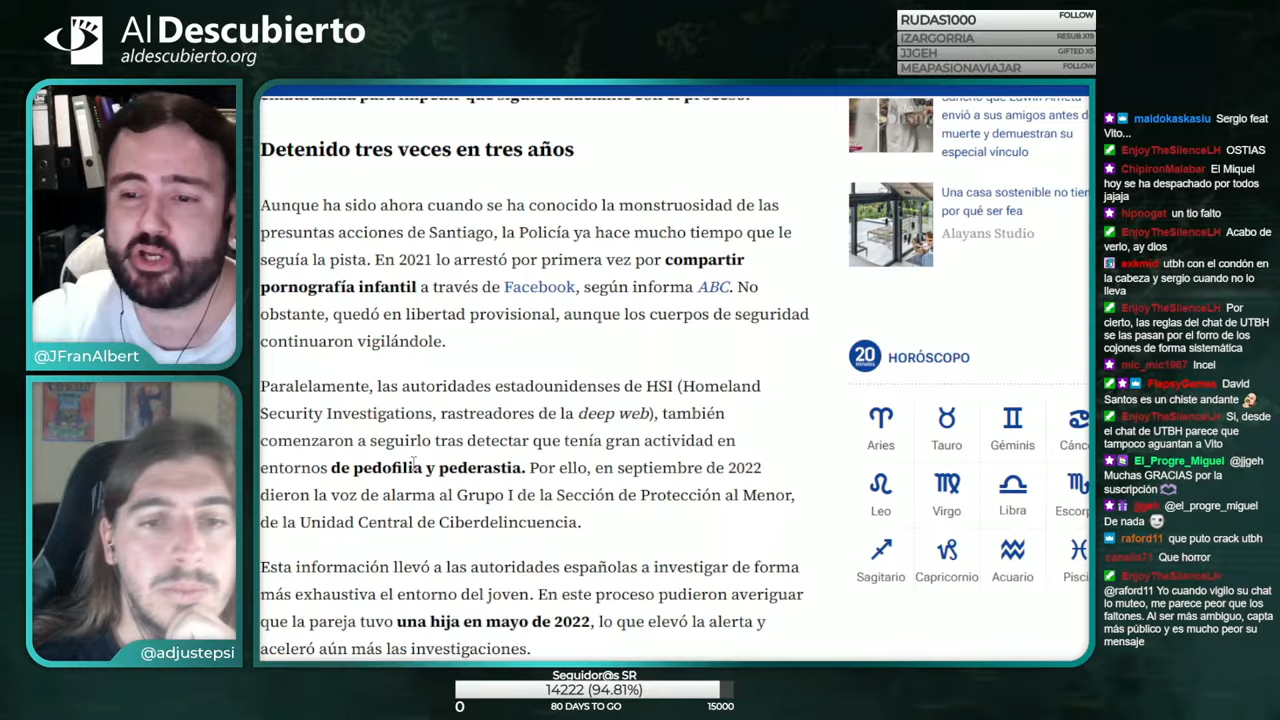 Al Descubierto
aldescubierto.org
RUDAS1000 FOLLOW
IZARGORRIA RESUB X19
JJGEH GIFTED X5
MEAPASIONAVIAJAR FOLLOW
Detenido tres veces en tres años
Aunque ha sido ahora cuando se ha conocido la monstruosidad de las
presuntas acciones de Santiago, la Policía ya hace mucho tiempo que le
seguía la pista. En 2021 lo arrestó por primera vez por compartir
pornografía infantil a través de Facebook, según informa ABC. No
obstante, quedó en libertad provisional, aunque los cuerpos de seguridad
continuaron vigilándole.
Paralelamente, las autoridades estadounidenses de HSI (Homeland
Security Investigations, rastreadores de la deep web), también
comenzaron a seguirlo tras detectar que tenía gran actividad en
entornos de pedofilia y pederastia. Por ello, en septiembre de 2022
dieron la voz de alarma al Grupo I de la Sección de Protección al Menor,
de la Unidad Central de Ciberdelincuencia.
Esta información llevó a las autoridades españolas a investigar de forma
más exhaustiva el entorno del joven. En este proceso pudieron averiguar
que la pareja tuvo una hija en mayo de 2022, lo que elevó la alerta y
aceleró aún más las investigaciones.
envió a sus amigos antes d
muerte y demuestran su
especial vínculo
Una casa sostenible no tien
por qué ser fea
Alayans Studio
20 HORÓSCOPO
Aries Tauro Géminis Cánc
Leo Virgo Libra Escorp
Sagitario Capricornio Acuario Pisci
@JFranAlbert
@adjustepsi
maidokaskasiu Sergio feat
Vito...
EnjoyTheSilenceLH OSTIAS
ChipironMalabar El Miquel
hoy se ha despachado por todos
jajaja
hipnogat un tio falto
EnjoyTheSilenceLH Acabo de
verlo, ay dios
utbh con el condón en
la cabeza y sergio cuando no lo
lleva
EnjoyTheSilenceLH Por
cierto, las reglas del chat de UTBH
se las pasan por el forro de los
cojones de forma sistemática
mic_mic1967 Incel
FlapsyGames David
Santos es un chiste andante
EnjoyTheSilenceLH Si, desde
el chat de UTBH parece que
tampoco aguantan a Vito
El_Progre_Miguel @jjgeh
Muchas GRACIAS por la
suscripción
jjgeh @el_progre_miguel
De nada
raford11 que puto crack utbh
Que horror
EnjoyTheSilenceLH
@raford11 Yo cuando vigilo su chat
lo muteo, me parece peor que los
faltones. Al ser más ambiguo, capta
más público y es mucho peor su
mensaje
Seguidor@s SR
14222 (94.81%)
0 80 DAYS TO GO 15000